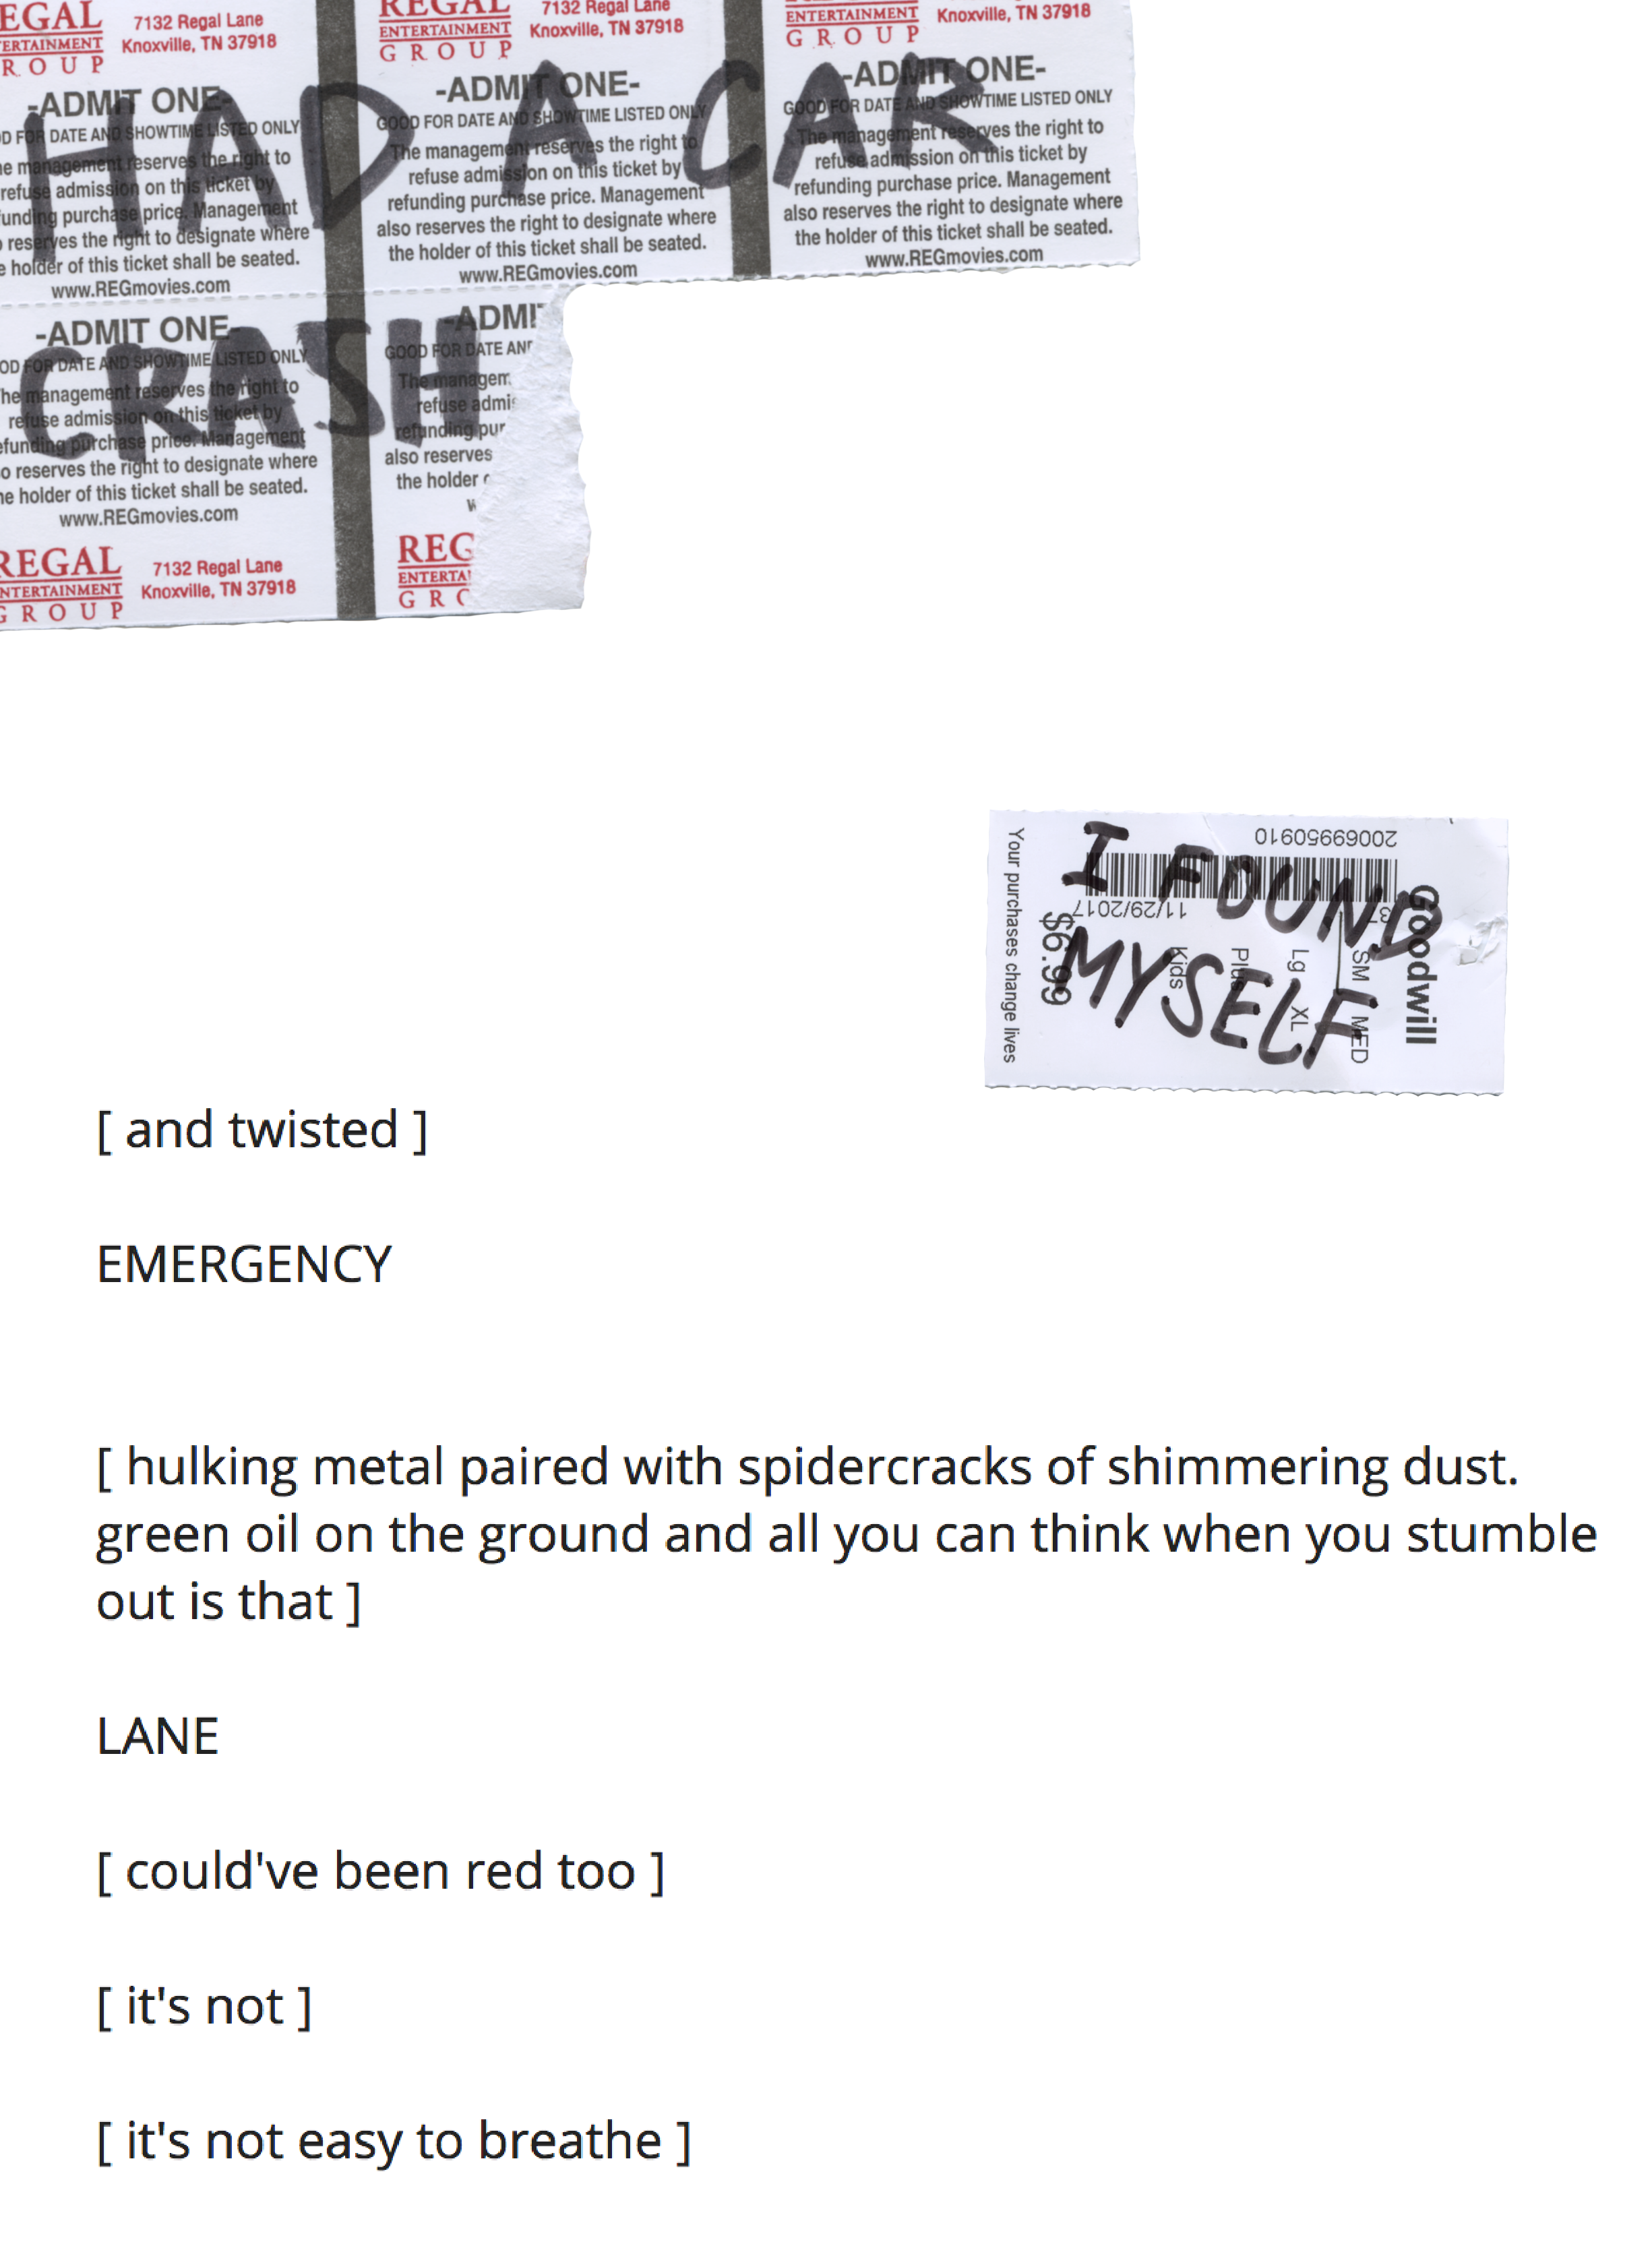 EGAL 7132 Regal Lane
ERTAINMENT Knoxville, TN 37918
R O U P
-ADMIT ONE-
D FOR DATE AND SHOWTIME LISTED ONLY
e management reserves the right to
refuse admission on this ticket by
funding purchase price. Management
reserves the right to designate where
e holder of this ticket shall be seated.
www.REGmovies.com
REGAL 7132 Regal Lane
ENTERTAINMENT Knoxville, TN 37918
G R O U P
-ADMIT ONE-
GOOD FOR DATE AND SHOWTIME LISTED ONLY
The management reserves the right to
refuse admission on this ticket by
refunding purchase price. Management
also reserves the right to designate where
the holder of this ticket shall be seated.
www.REGmovies.com
ENTERTAINMENT Knoxville, TN 37918
G R O U P
-ADMIT ONE-
GOOD FOR DATE AND SHOWTIME LISTED ONLY
The management reserves the right to
refuse admission on this ticket by
refunding purchase price. Management
also reserves the right to designate where
the holder of this ticket shall be seated.
www.REGmovies.com
HAD A CAR
-ADMIT ONE-
OD FOR DATE AND SHOWTIME LISTED ONLY
he management reserves the right to
refuse admission on this ticket by
efunding purchase price. Management
o reserves the right to designate where
he holder of this ticket shall be seated.
www.REGmovies.com
REGAL 7132 Regal Lane
NTERTAINMENT Knoxville, TN 37918
G R O U P
-ADMI
GOOD FOR DATE AN
The managem
refuse admi
refunding pur
also reserves
the holder
REG
ENTERTA
G R
CRASH
Goodwill
SM MED
Lg XL
Plus
Kids
$6.99
Your purchases change lives
20069950910
11/29/2017
37
I FOUND
MYSELF
[ and twisted ]
EMERGENCY
[ hulking metal paired with spidercracks of shimmering dust.
green oil on the ground and all you can think when you stumble
out is that ]
LANE
[ could've been red too ]
[ it's not ]
[ it's not easy to breathe ]